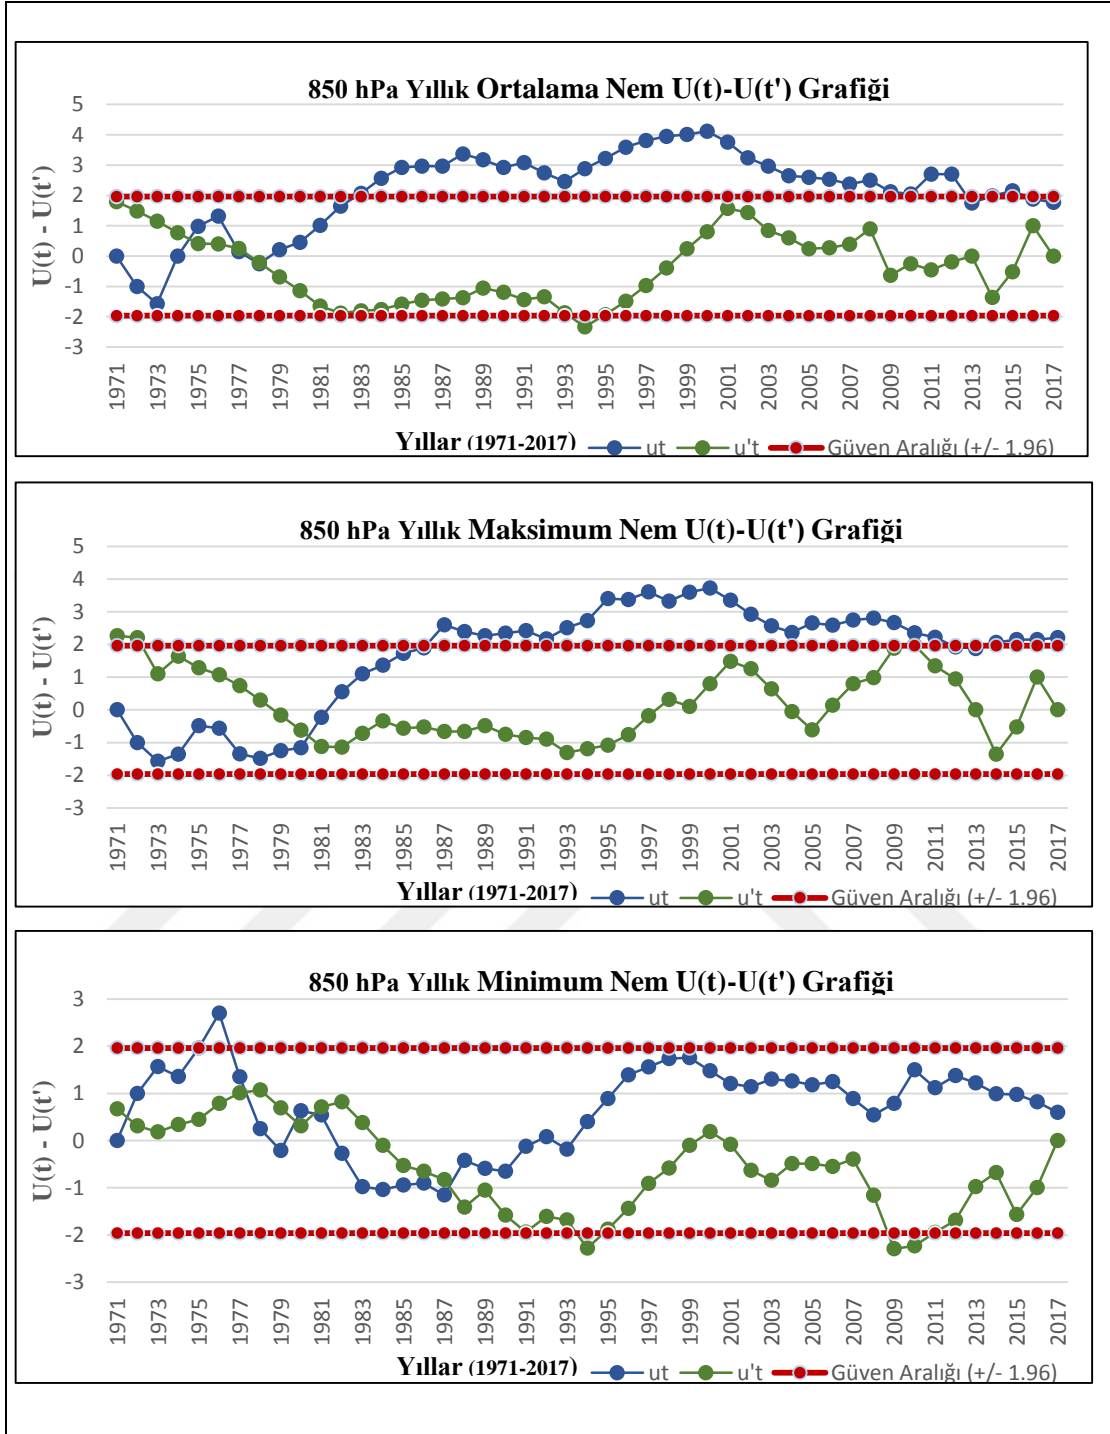 850 hPa Yıllık Ortalama Nem U(t)-U(t') Grafiği
5
4
3
2
1
0
-1
-2
-3
U(t) - U(t')
1971 1973 1975 1977 1979 1981 1983 1985 1987 1989 1991 1993 1995 1997 1999 2001 2003 2005 2007 2009 2011 2013 2015 2017
Yıllar (1971-2017) ut u't Güven Aralığı (+/- 1.96)
850 hPa Yıllık Maksimum Nem U(t)-U(t') Grafiği
5
4
3
2
1
0
-1
-2
-3
U(t) - U(t')
1971 1973 1975 1977 1979 1981 1983 1985 1987 1989 1991 1993 1995 1997 1999 2001 2003 2005 2007 2009 2011 2013 2015 2017
Yıllar (1971-2017) ut u't Güven Aralığı (+/- 1.96)
850 hPa Yıllık Minimum Nem U(t)-U(t') Grafiği
3
2
1
0
-1
-2
-3
U(t) - U(t')
1971 1973 1975 1977 1979 1981 1983 1985 1987 1989 1991 1993 1995 1997 1999 2001 2003 2005 2007 2009 2011 2013 2015 2017
Yıllar (1971-2017) ut u't Güven Aralığı (+/- 1.96)